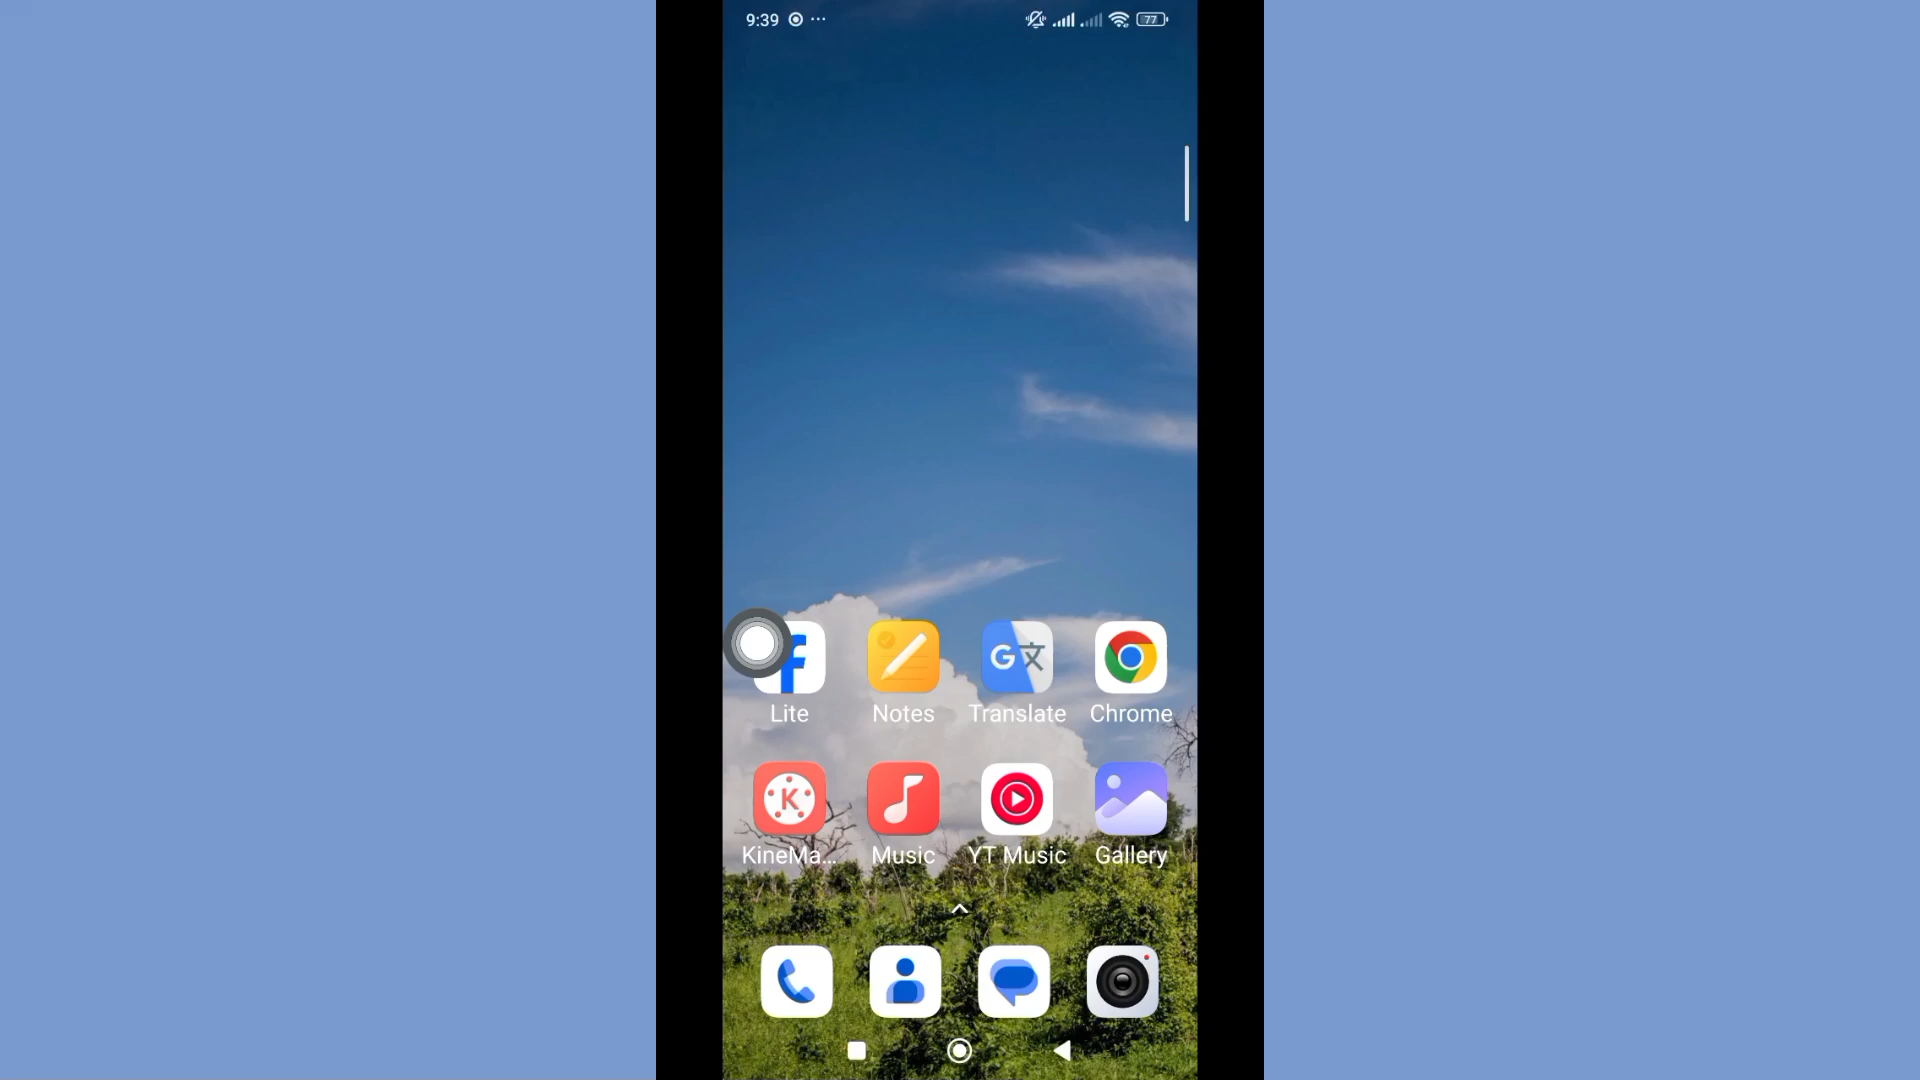 9:39
77
Lite
Notes
Translate
Chrome
KineMa...
Music
YT Music
Gallery